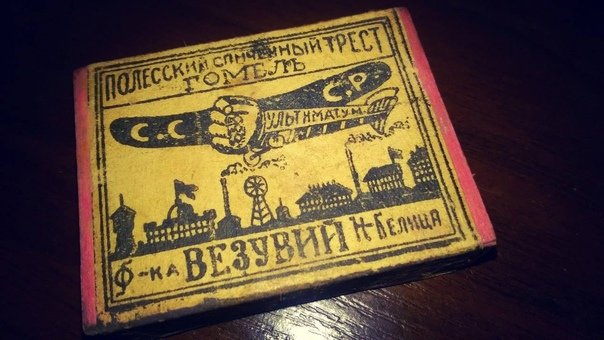 ПОЛЕССКИЙ СПИЧЕЧНЫЙ ТРЕСТ
ГОМЕЛЬ
С.С С.Р
УЛЬТИМАТУМ
Ф-КА ВЕЗУВИЙ Н-БЕЛИЦА